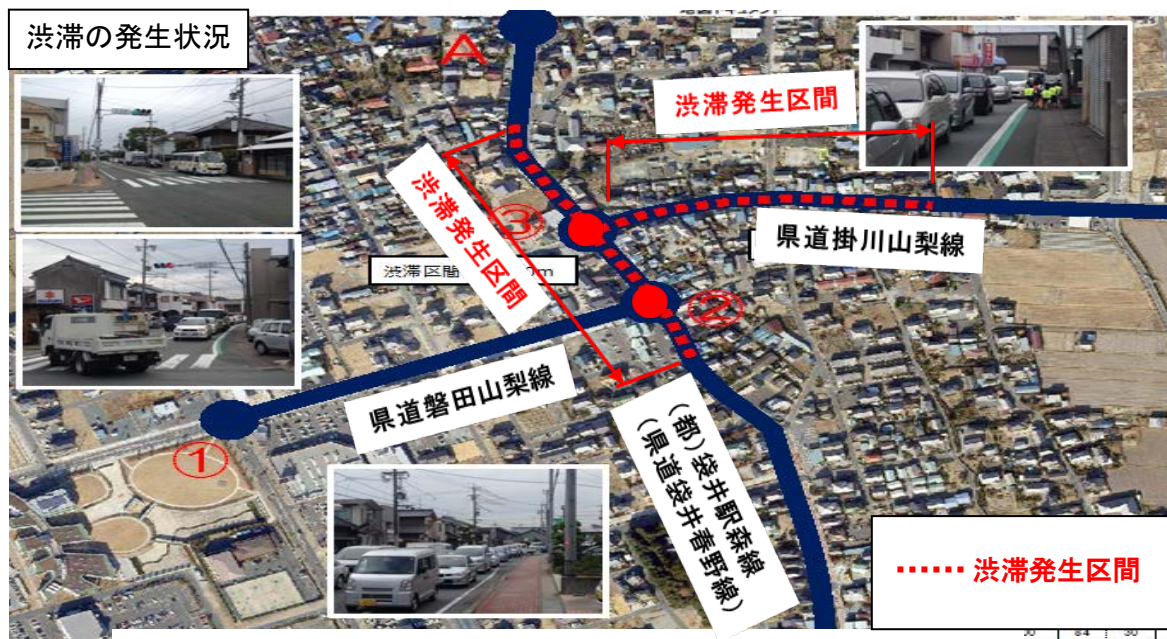 渋滞の発生状況
A
渋滞発生区間
渋滞発生区間
③
県道掛川山梨線
渋滞区間
m
②
県道磐田山梨線
①
(都)袋井駅森線
(県道袋井春野線)
渋滞発生区間
84